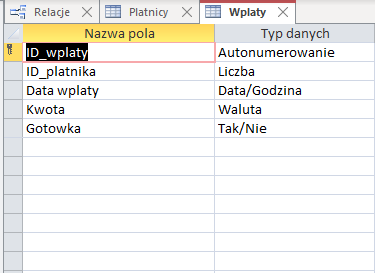 Relacje Platnicy Wplaty
Nazwa pola Typ danych
ID_wplaty Autonumerowanie
ID_platnika Liczba
Data wplaty Data/Godzina
Kwota Waluta
Gotowka Tak/Nie